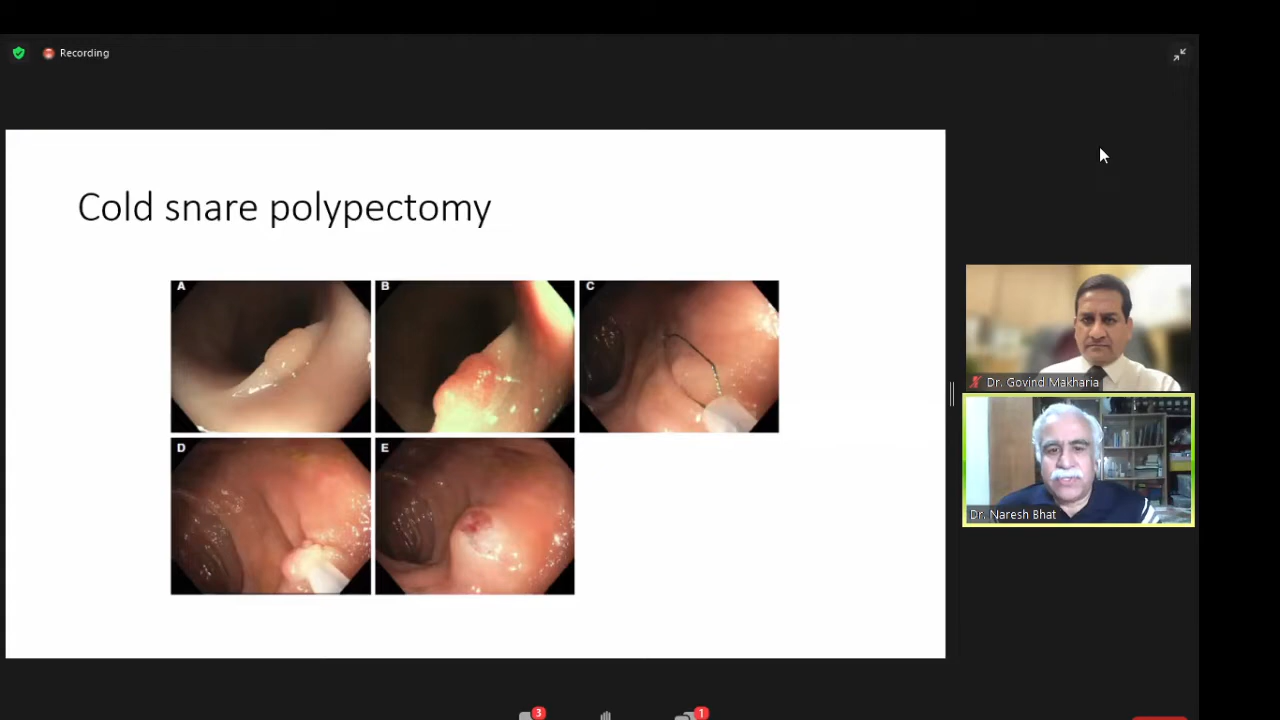 Recording
Cold snare polypectomy
A
B
C
D
E
Dr. Govind Makharia
Dr. Naresh Bhat
3
1